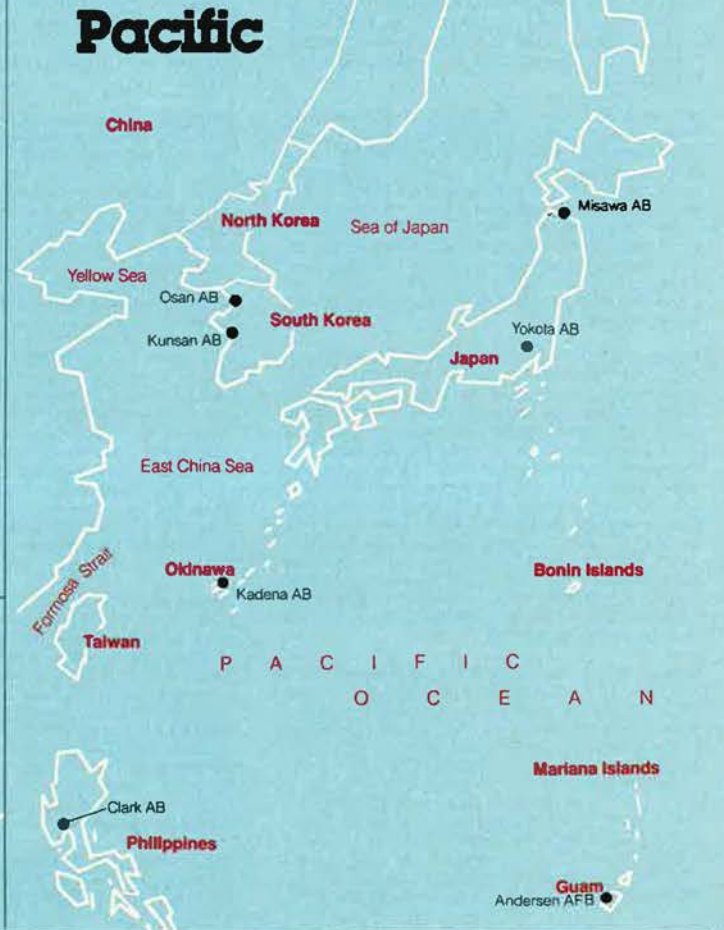 Pacific
China
Misawa AB
North Korea
Sea of Japan
Yellow Sea
Osan AB
South Korea
Kunsan AB
Yokota AB
Japan
East China Sea
Okinawa
Kadena AB
Bonin Islands
Formosa Strait
Taiwan
PACIFIC
OCEAN
Mariana Islands
Clark AB
Philippines
Guam
Andersen AFB